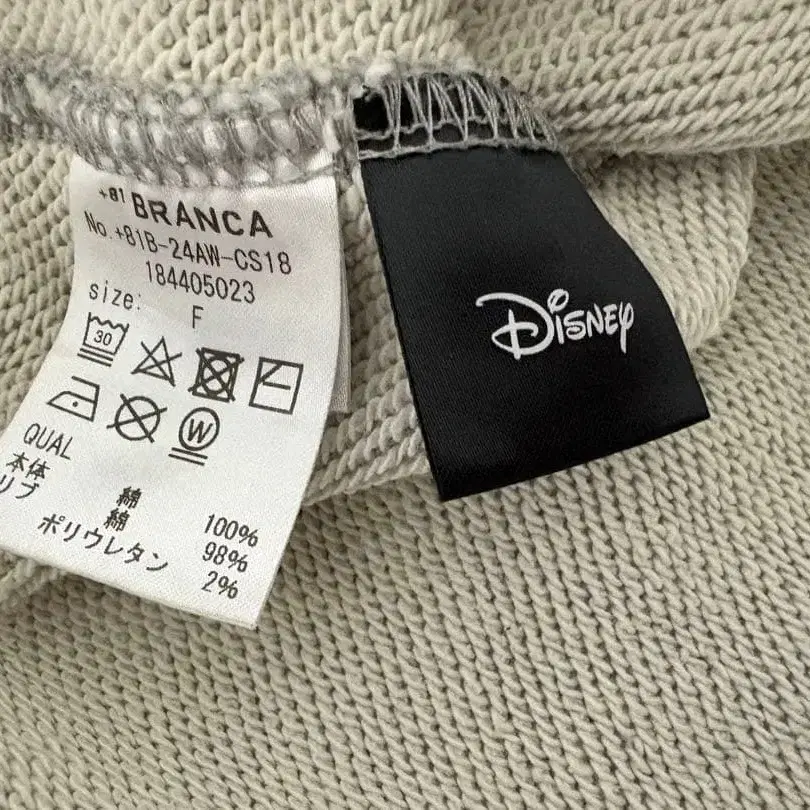 +81 BRANCA
No.+81B-24AW-CS18
184405023
size: F
30
W
QUAL
本体 綿 100%
リブ 綿 98%
ポリウレタン 2%
Disney